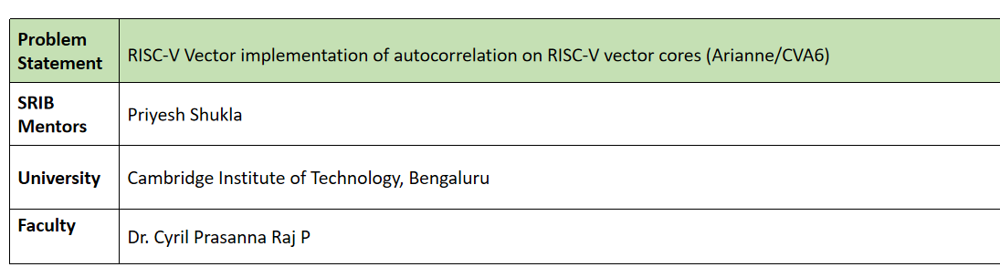 Problem
Statement
RISC-V Vector implementation of autocorrelation on RISC-V vector cores (Arianne/CVA6)
SRIB
Mentors
Priyesh Shukla
University
Cambridge Institute of Technology, Bengaluru
Faculty
Dr. Cyril Prasanna Raj P